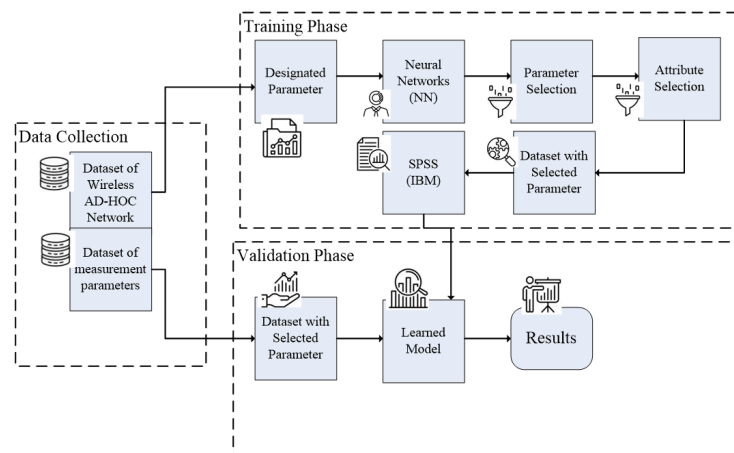 Training Phase
Designated
Parameter
Neural
Networks
(NN)
Parameter
Selection
Attribute
Selection
Data Collection
Dataset of
Wireless
AD-HOC
Network
Dataset of
measurement
parameters
SPSS
(IBM)
Dataset with
Selected
Parameter
Validation Phase
Dataset with
Selected
Parameter
Learned
Model
Results